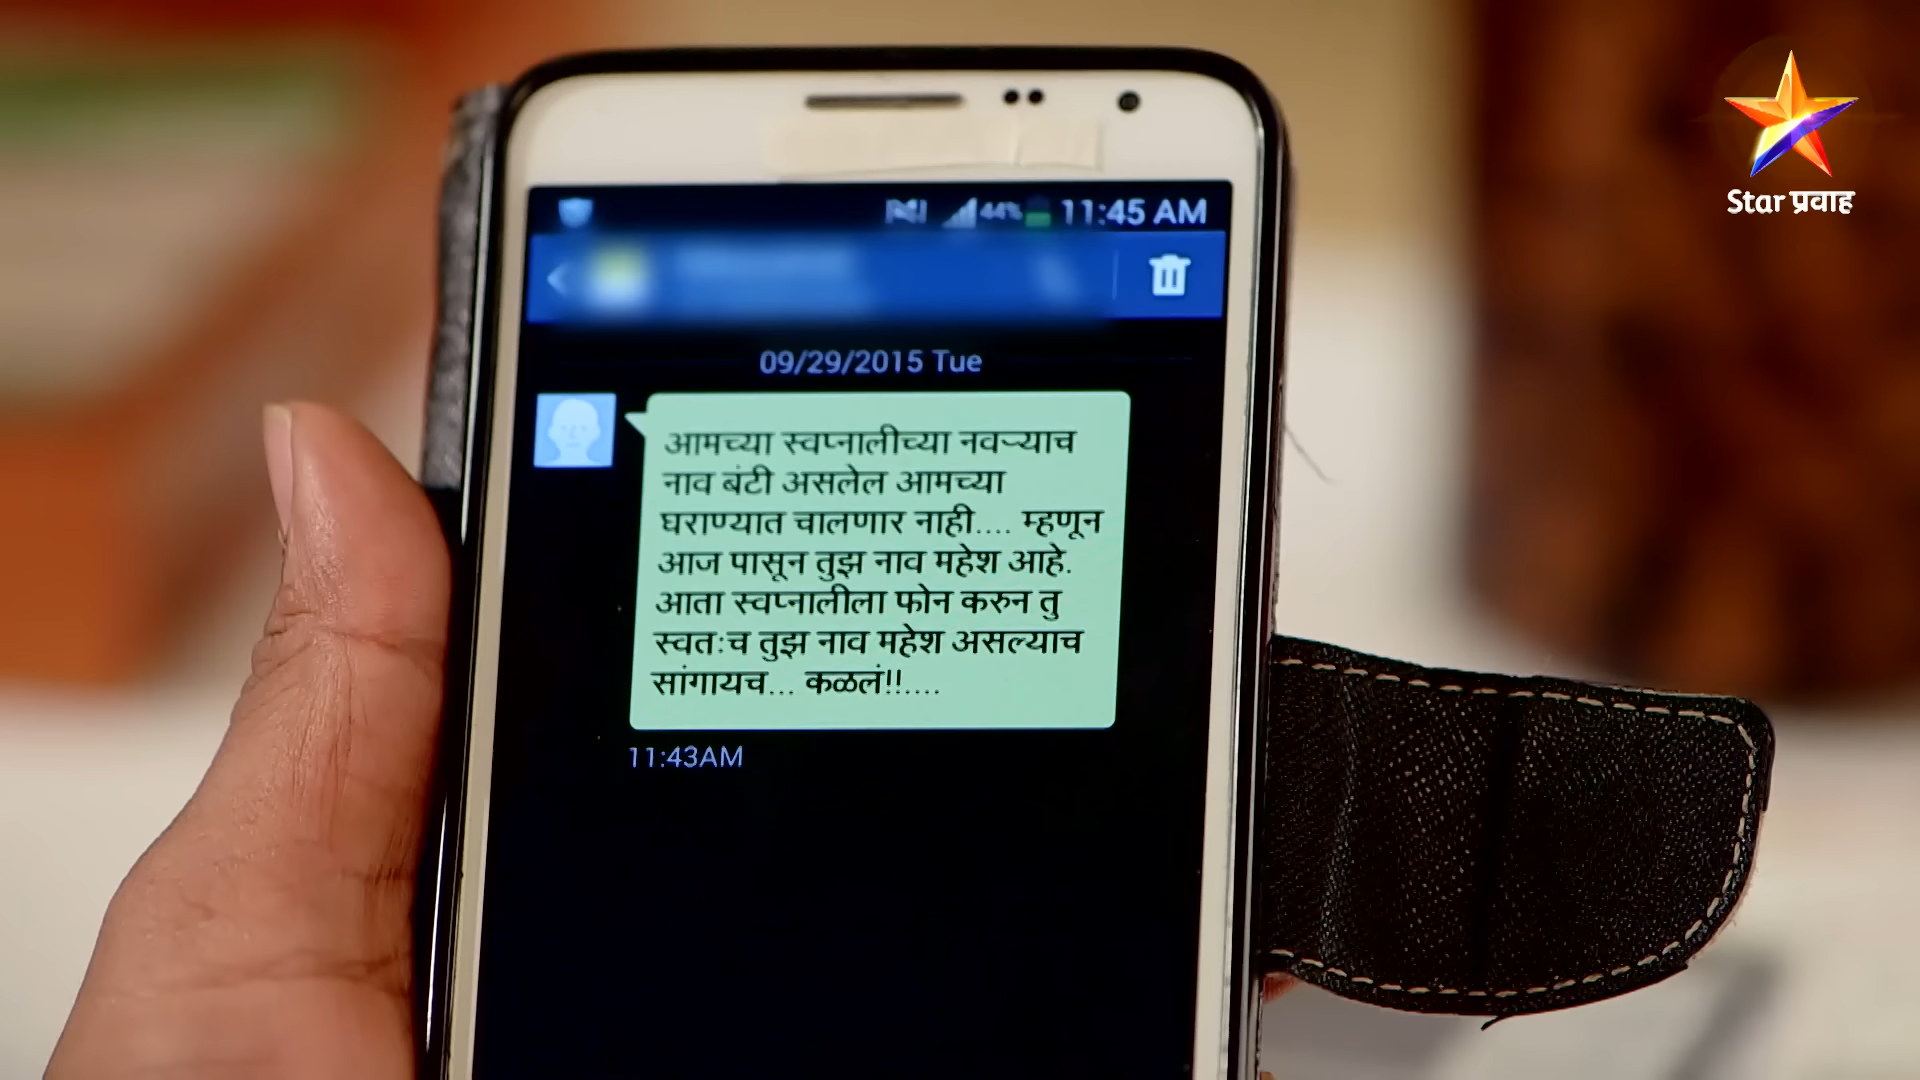 Star प्रवाह
44% 11:45 AM
09/29/2015 Tue
आमच्या स्वप्नालीच्या नवऱ्याच
नाव बंटी असलेल आमच्या
घराण्यात चालणार नाही.... म्हणून
आज पासून तुझ नाव महेश आहे.
आता स्वप्नालीला फोन करुन तु
स्वतःच तुझ नाव महेश असल्याच
सांगायच... कळलं!!....
11:43AM